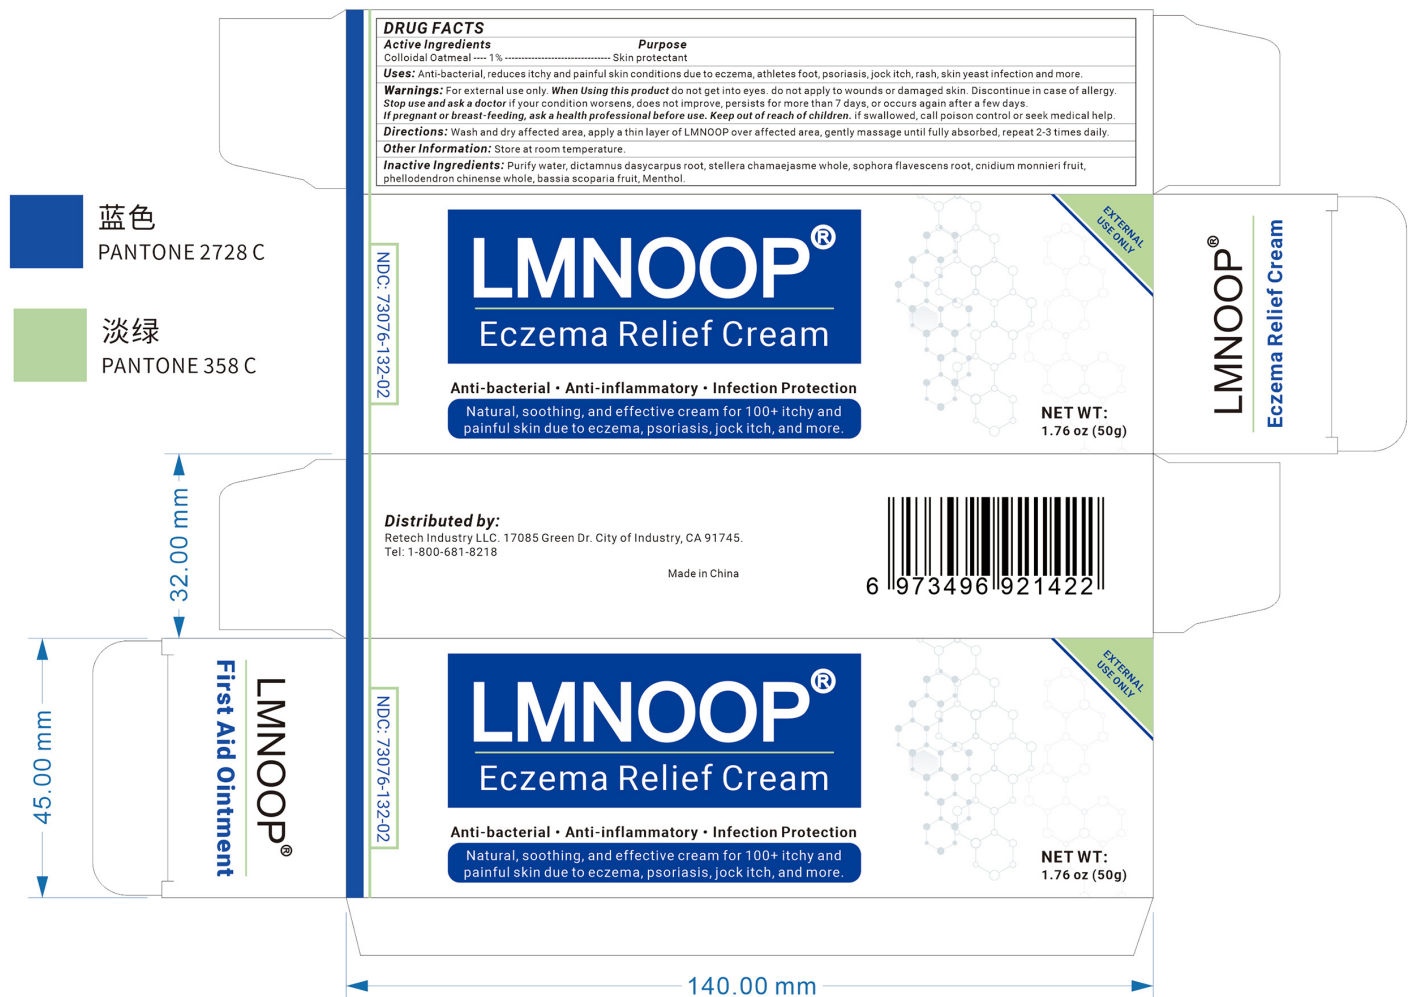 DRUG FACTS
Active Ingredients Purpose
Colloidal Oatmeal ---- 1% -------------------------------- Skin protectant
Uses: Anti-bacterial, reduces itchy and painful skin conditions due to eczema, athletes foot, psoriasis, jock itch, rash, skin yeast infection and more.
Warnings: For external use only. When Using this product do not get into eyes. do not apply to wounds or damaged skin. Discontinue in case of allergy.
Stop use and ask a doctor if your condition worsens, does not improve, persists for more than 7 days, or occurs again after a few days.
If pregnant or breast-feeding, ask a health professional before use. Keep out of reach of children. if swallowed, call poison control or seek medical help.
Directions: Wash and dry affected area, apply a thin layer of LMNOOP over affected area, gently massage until fully absorbed, repeat 2-3 times daily.
Other Information: Store at room temperature.
Inactive Ingredients: Purify water, dictamnus dasycarpus root, stellera chamaejasme whole, sophora flavescens root, cnidium monnieri fruit,
phellodendron chinense whole, bassia scoparia fruit, Menthol.
蓝色
PANTONE 2728 C
淡绿
PANTONE 358 C
NDC: 73076-132-02
LMNOOP®
Eczema Relief Cream
Anti-bacterial • Anti-inflammatory • Infection Protection
Natural, soothing, and effective cream for 100+ itchy and
painful skin due to eczema, psoriasis, jock itch, and more.
EXTERNAL
USE ONLY
NET WT:
1.76 oz (50g)
LMNOOP®
Eczema Relief Cream
32.00 mm
Distributed by:
Retech Industry LLC. 17085 Green Dr. City of Industry, CA 91745.
Tel: 1-800-681-8218
Made in China
6 973496 921422
45.00 mm
LMNOOP®
First Aid Ointment
NDC: 73076-132-02
LMNOOP®
Eczema Relief Cream
Anti-bacterial • Anti-inflammatory • Infection Protection
Natural, soothing, and effective cream for 100+ itchy and
painful skin due to eczema, psoriasis, jock itch, and more.
EXTERNAL
USE ONLY
NET WT:
1.76 oz (50g)
140.00 mm